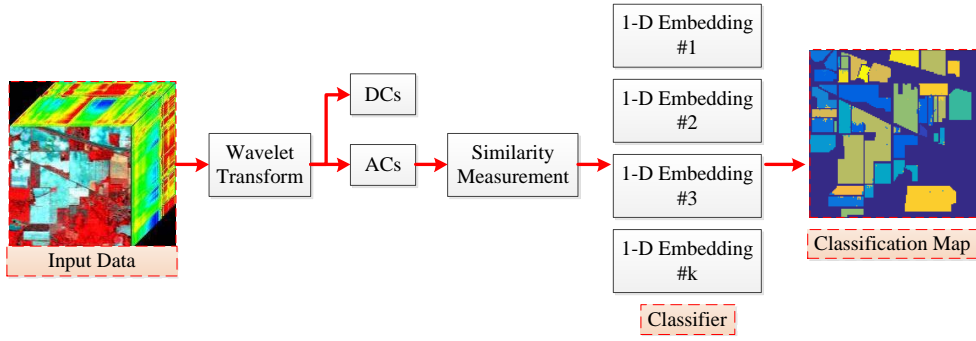 Input Data
Wavelet
Transform
DCs
ACs
Similarity
Measurement
1-D Embedding
#1
1-D Embedding
#2
1-D Embedding
#3
1-D Embedding
#k
Classifier
Classification Map